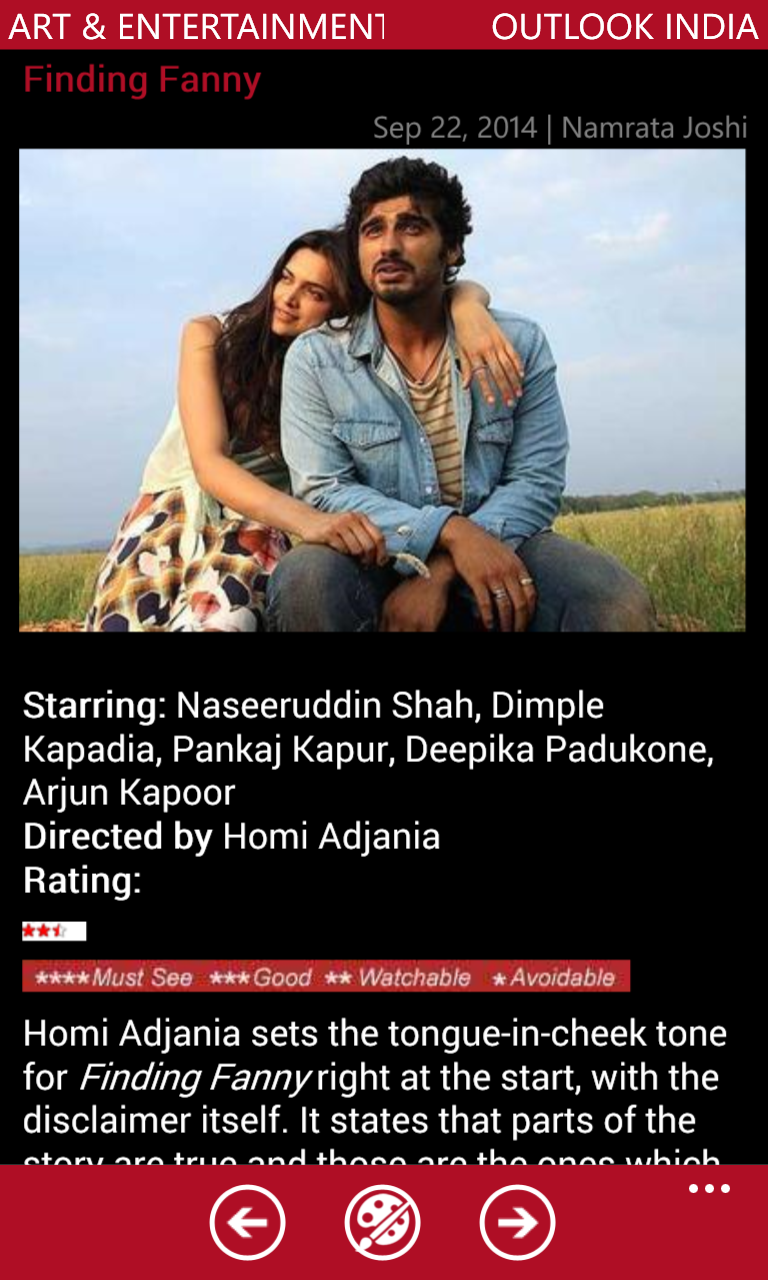 ART & ENTERTAINMENT OUTLOOK INDIA
Finding Fanny
Sep 22, 2014 | Namrata Joshi
Starring: Naseeruddin Shah, Dimple
Kapadia, Pankaj Kapur, Deepika Padukone,
Arjun Kapoor
Directed by Homi Adjania
Rating:
****Must See ***Good ** Watchable *Avoidable
Homi Adjania sets the tongue-in-cheek tone
for Finding Fanny right at the start, with the
disclaimer itself. It states that parts of the
story are true and those are the ones which